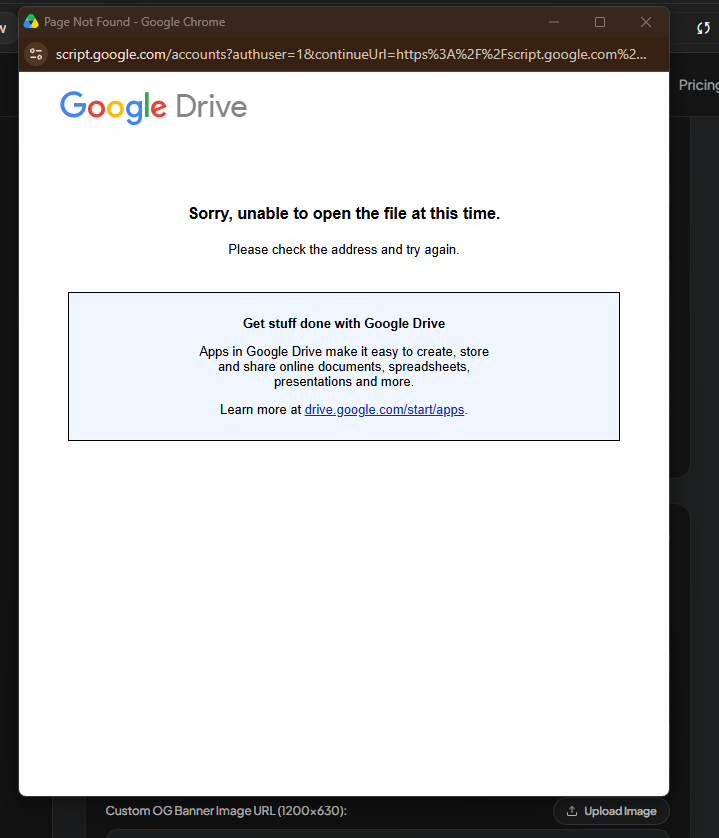 Page Not Found - Google Chrome
script.google.com/accounts?authuser=1&continueUrl=https%3A%2F%2Fscript.google.com%2...
Pricing
Google Drive
Sorry, unable to open the file at this time.
Please check the address and try again.
Get stuff done with Google Drive
Apps in Google Drive make it easy to create, store
and share online documents, spreadsheets,
presentations and more.
Learn more at drive.google.com/start/apps.
Custom OG Banner Image URL (1200×630):
Upload Image